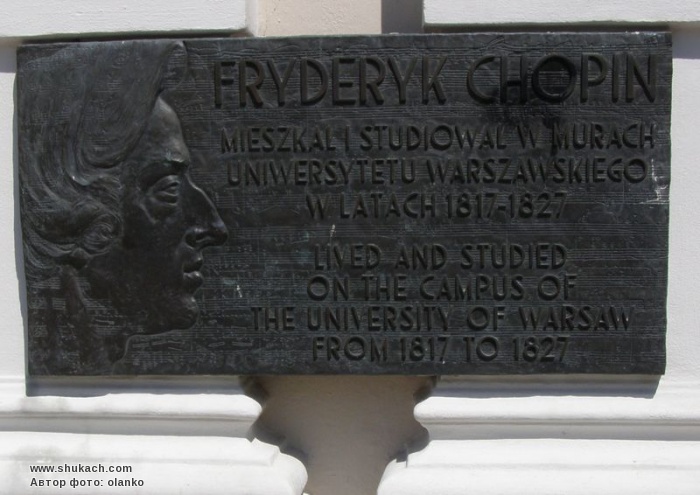 FRYDERYK CHOPIN
MIESZKAŁ I STUDIOWAŁ W MURACH
UNIWERSYTETU WARSZAWSKIEGO
W LATACH 1817-1827
LIVED AND STUDIED
ON THE CAMPUS OF
THE UNIVERSITY OF WARSAW
FROM 1817 TO 1827
www.shukach.com
Автор фото: olanko